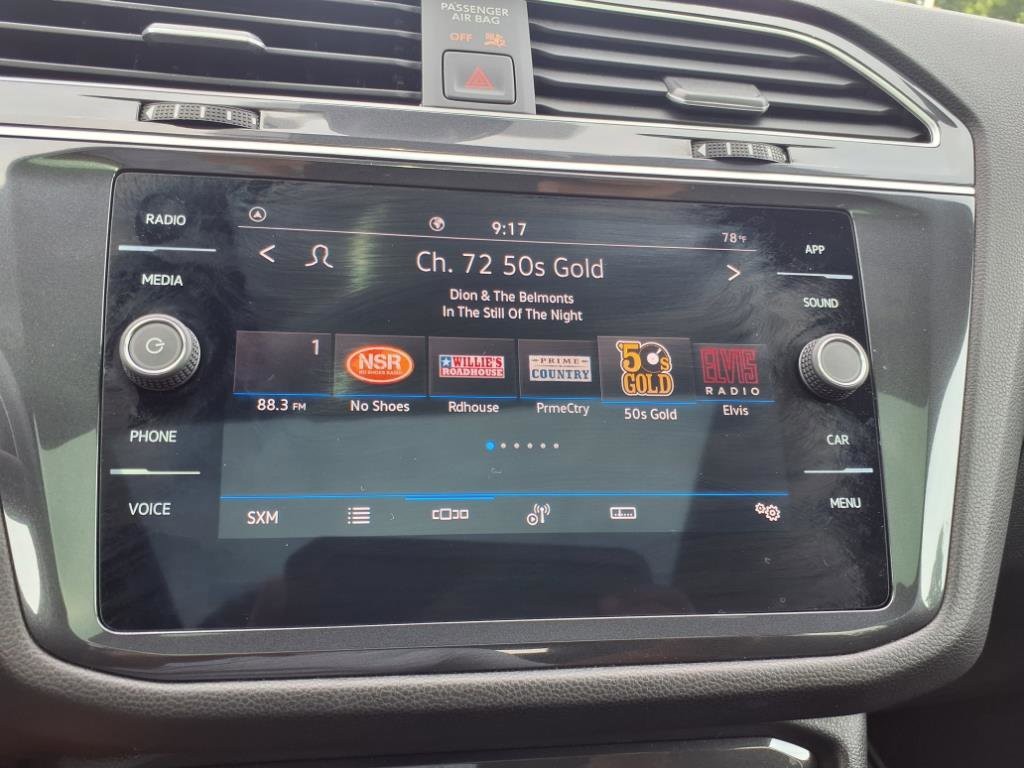 PASSENGER
AIR BAG
OFF
RADIO
MEDIA
PHONE
VOICE
9:17
78°F
Ch. 72 50s Gold
Dion & The Belmonts
In The Still Of The Night
1
NSR
WILLIE'S
ROADHOUSE
PRIME
COUNTRY
'50s
GOLD
ELVIS
RADIO
88.3 FM
No Shoes
Rdhouse
PrmeCtry
50s Gold
Elvis
SXM
APP
SOUND
CAR
MENU